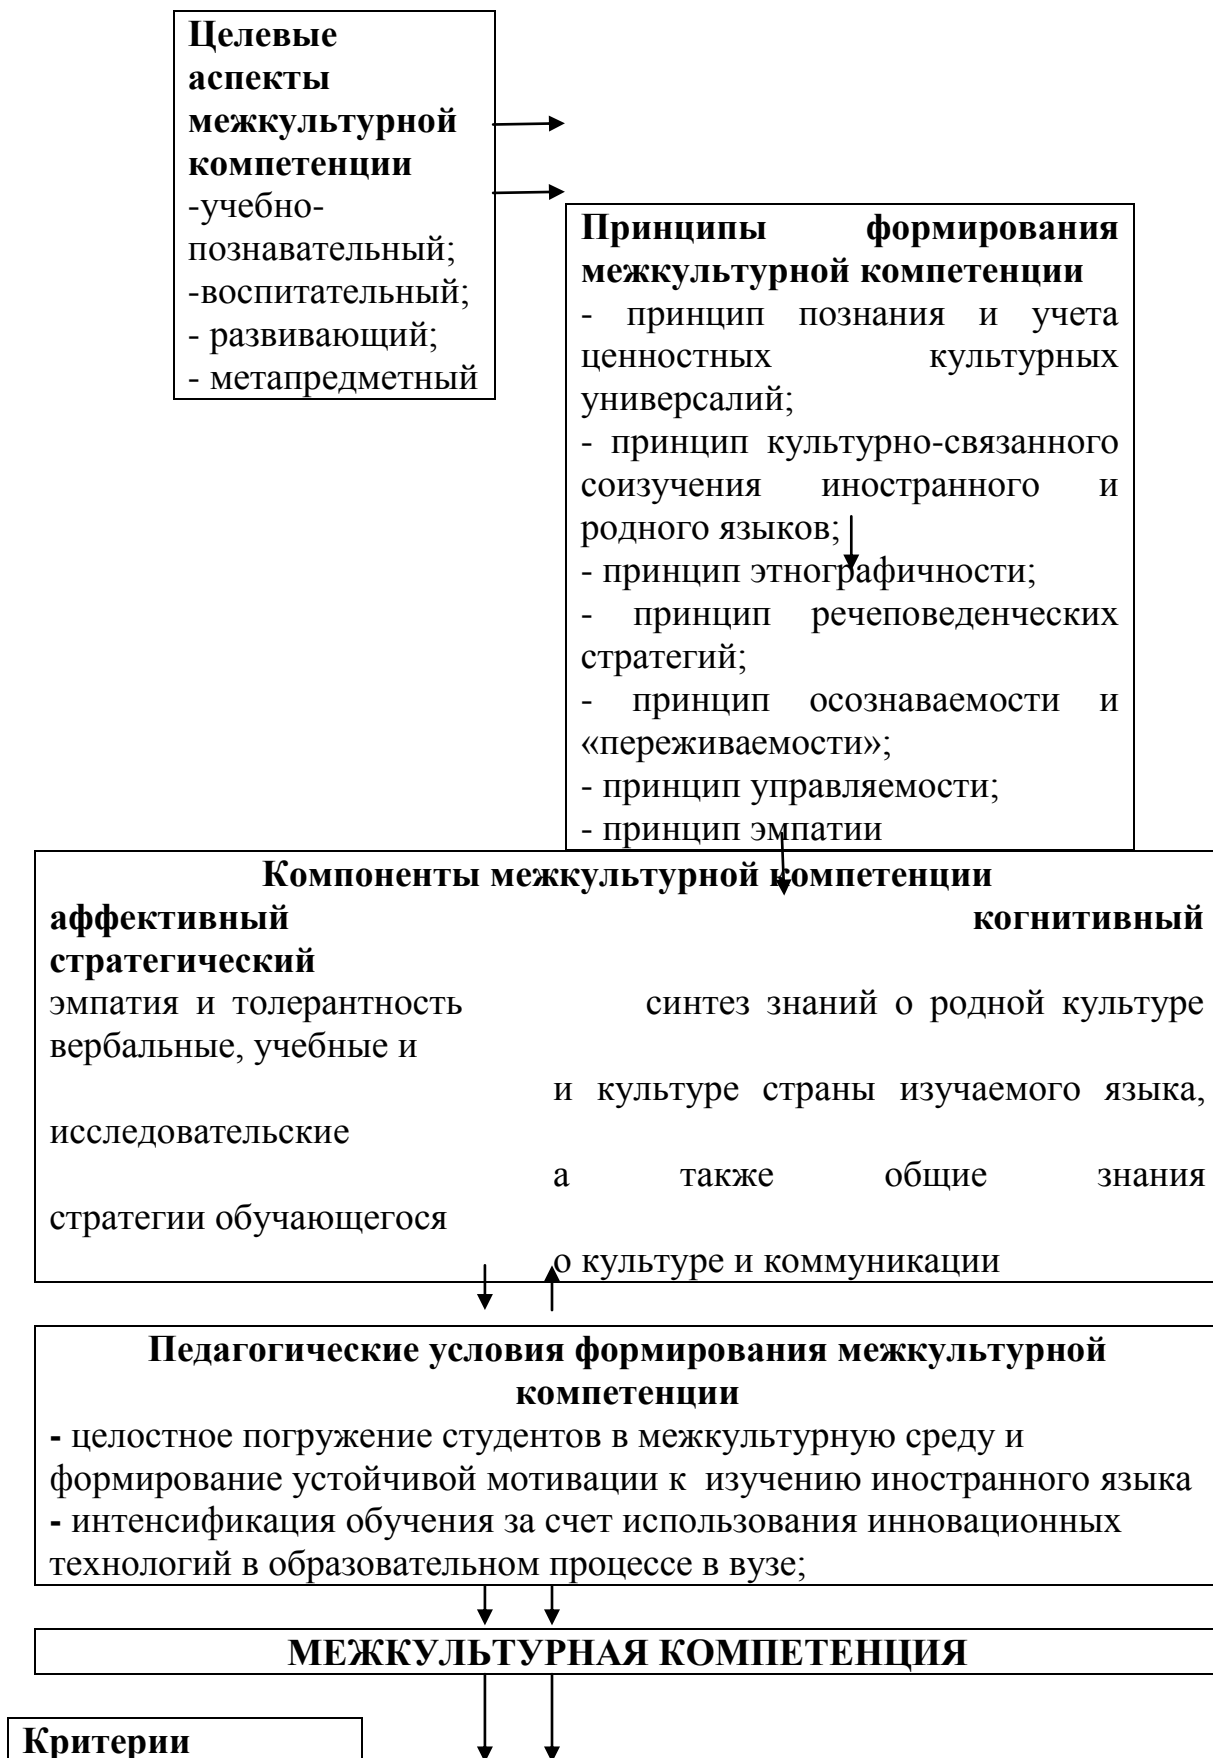 Целевые
аспекты
межкультурной
компетенции
-учебно-
познавательный;
-воспитательный;
- развивающий;
- метапредметный
Принципы формирования
межкультурной компетенции
- принцип познания и учета
ценностных культурных
универсалий;
- принцип культурно-связанного
соизучения иностранного и
родного языков;
- принцип этнографичности;
- принцип речеповеденческих
стратегий;
- принцип осознаваемости и
«переживаемости»;
- принцип управляемости;
- принцип эмпатии
Компоненты межкультурной компетенции
аффективный когнитивный
стратегический
эмпатия и толерантность синтез знаний о родной культуре
вербальные, учебные и
и культуре страны изучаемого языка,
исследовательские
а также общие знания
стратегии обучающегося
о культуре и коммуникации
Педагогические условия формирования межкультурной
компетенции
- целостное погружение студентов в межкультурную среду и
формирование устойчивой мотивации к изучению иностранного языка
- интенсификация обучения за счет использования инновационных
технологий в образовательном процессе в вузе;
МЕЖКУЛЬТУРНАЯ КОМПЕТЕНЦИЯ
Критерии